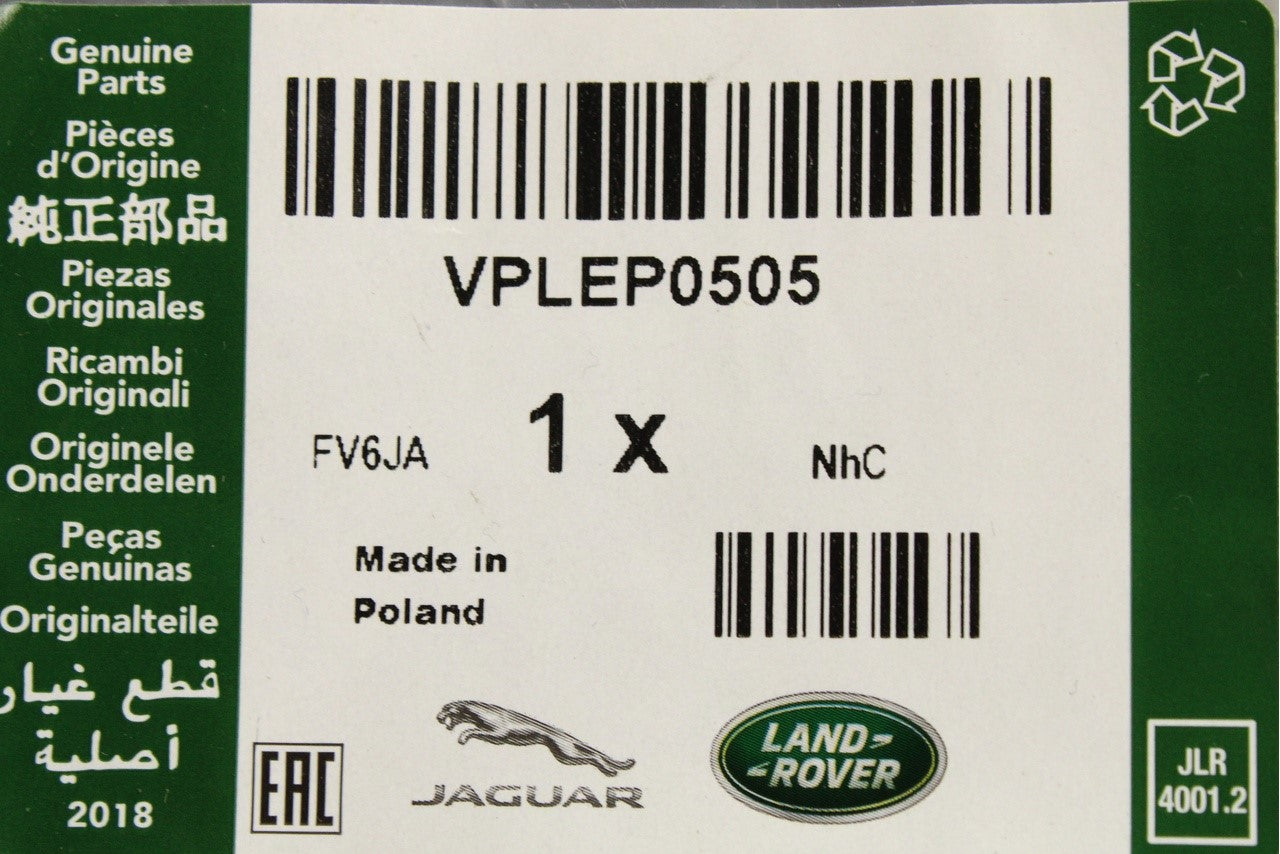 Genuine
Parts
Pièces
d'Origine
純正部品
Piezas
Originales
Ricambi
Originali
Originele
Onderdelen
Peças
Genuinas
Originalteile
قطع غيار
أصلية
2018
VPLEP0505
FV6JA
1 x
NhC
Made in
Poland
EAC
JAGUAR
LAND-
-ROVER
JLR
4001.2